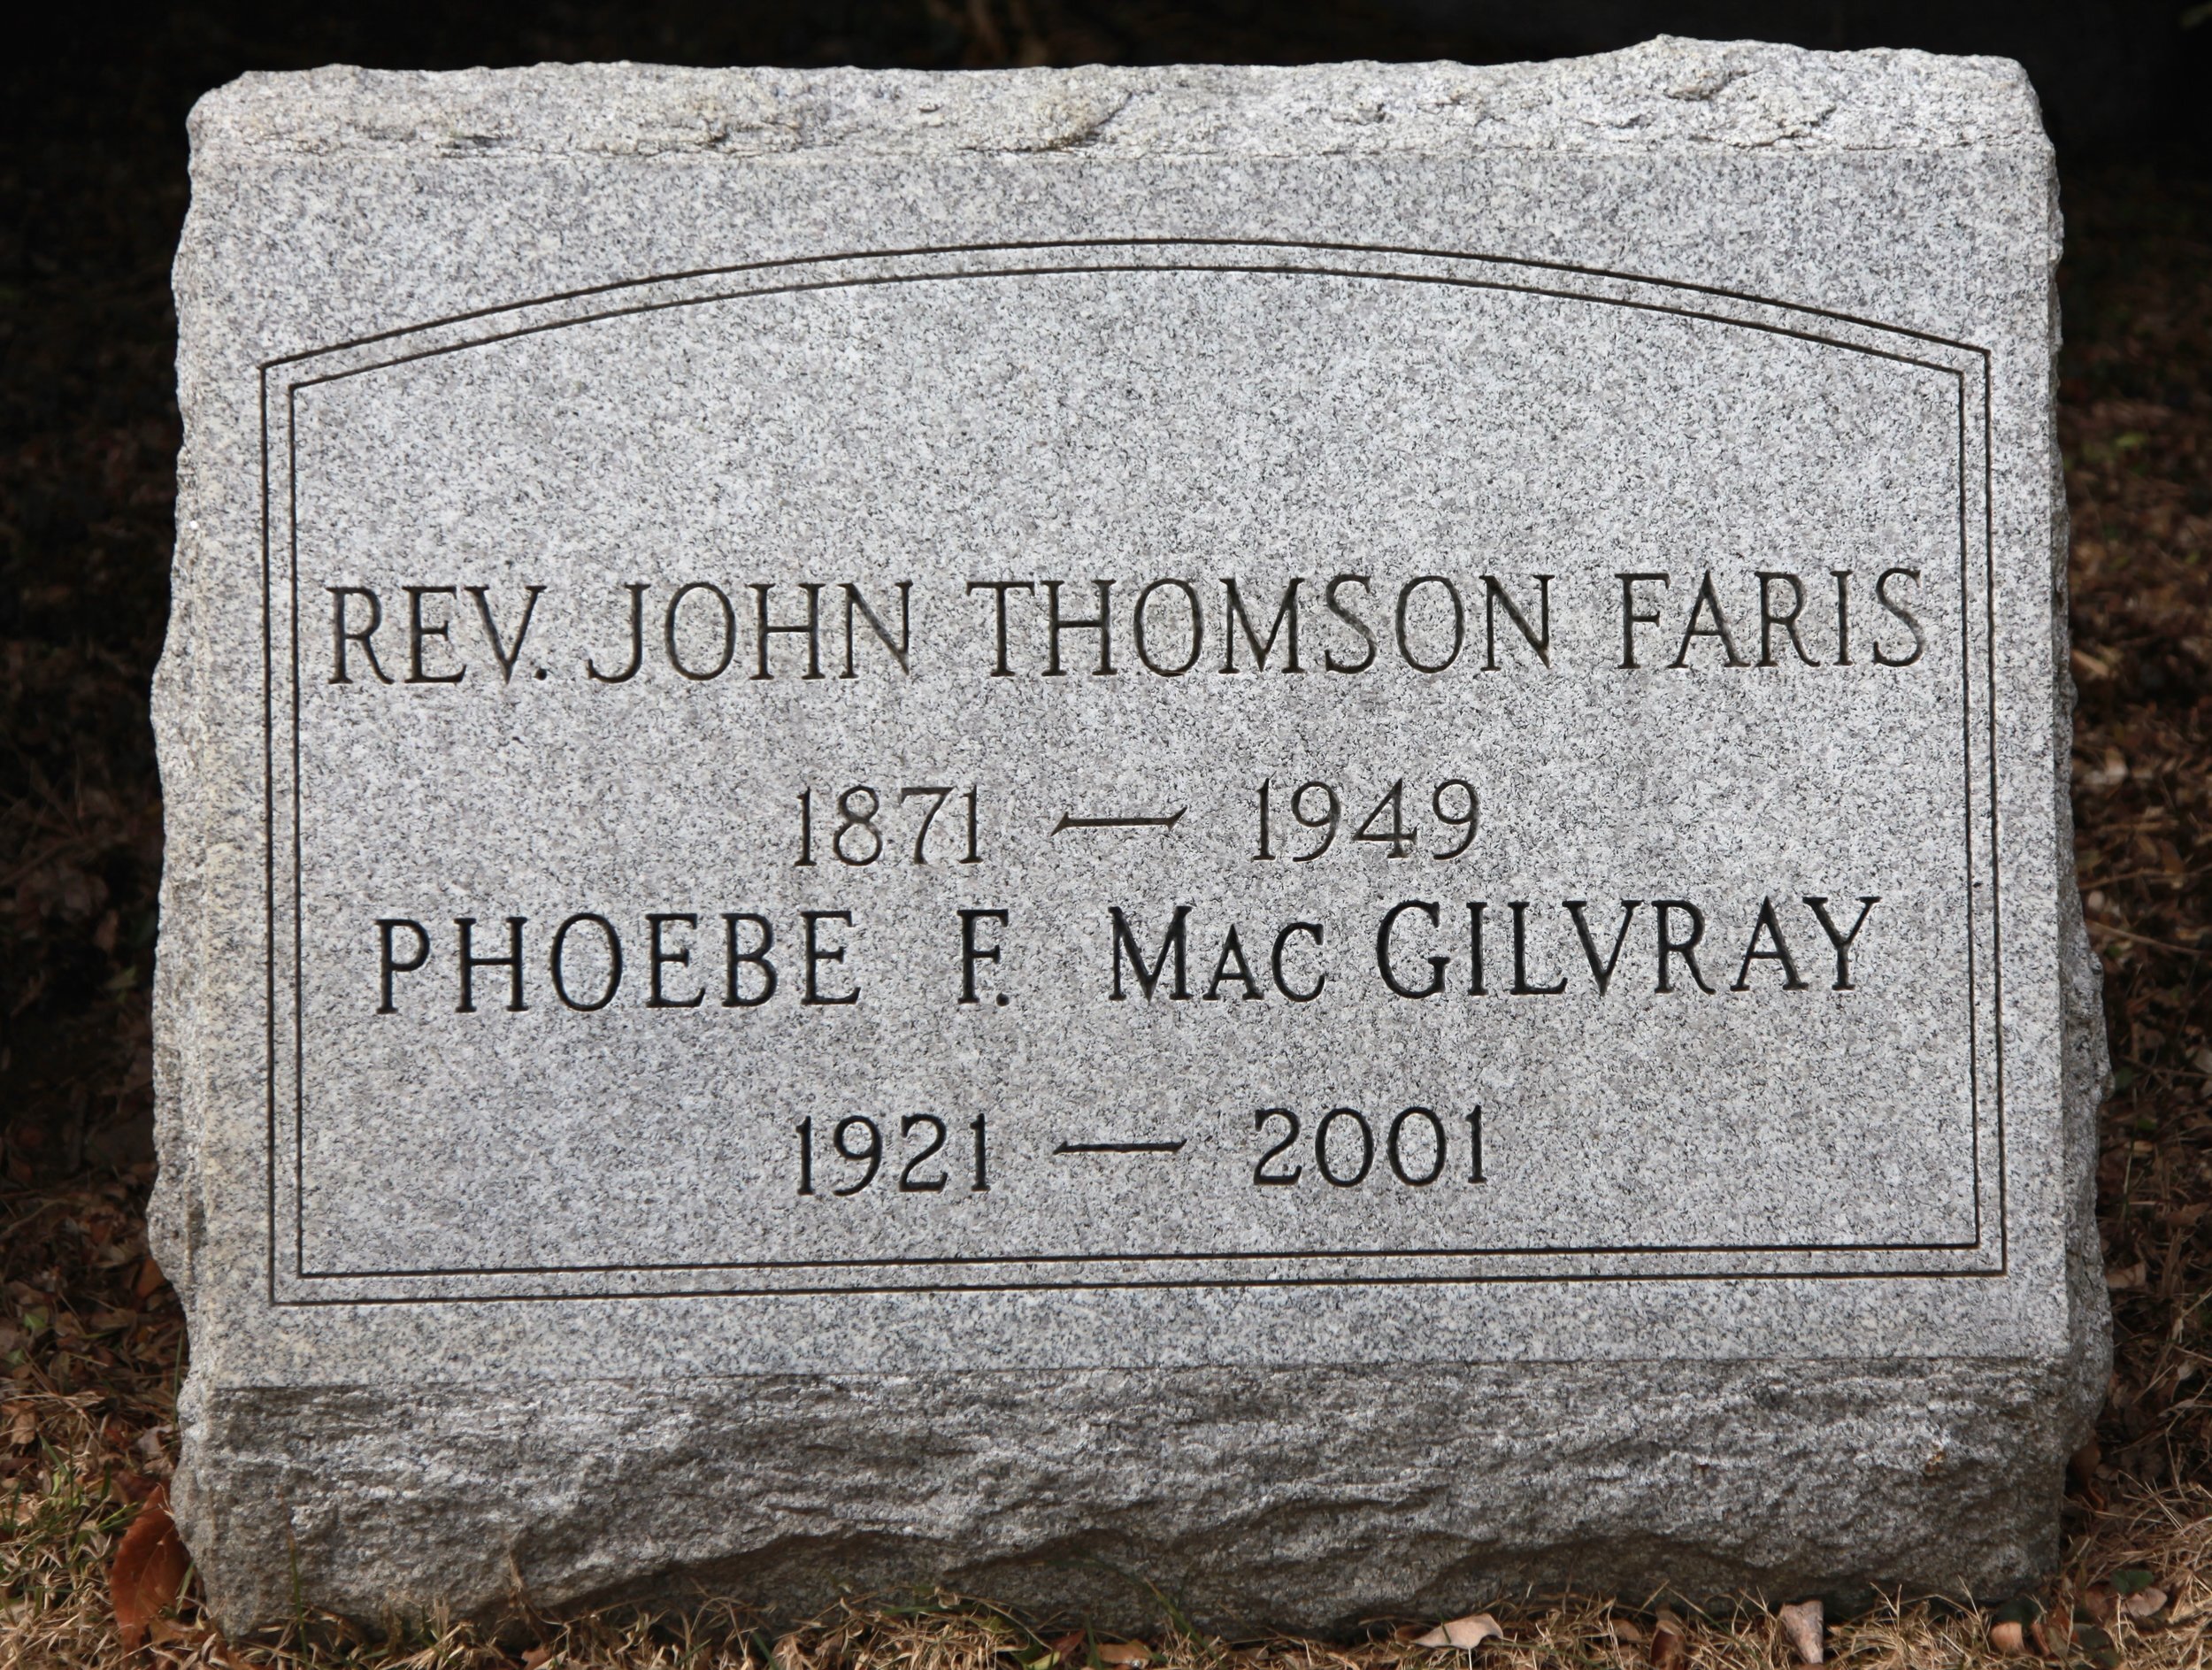 REV. JOHN THOMSON FARIS
1871 — 1949
PHOEBE F. MAC GILVRAY
1921 — 2001